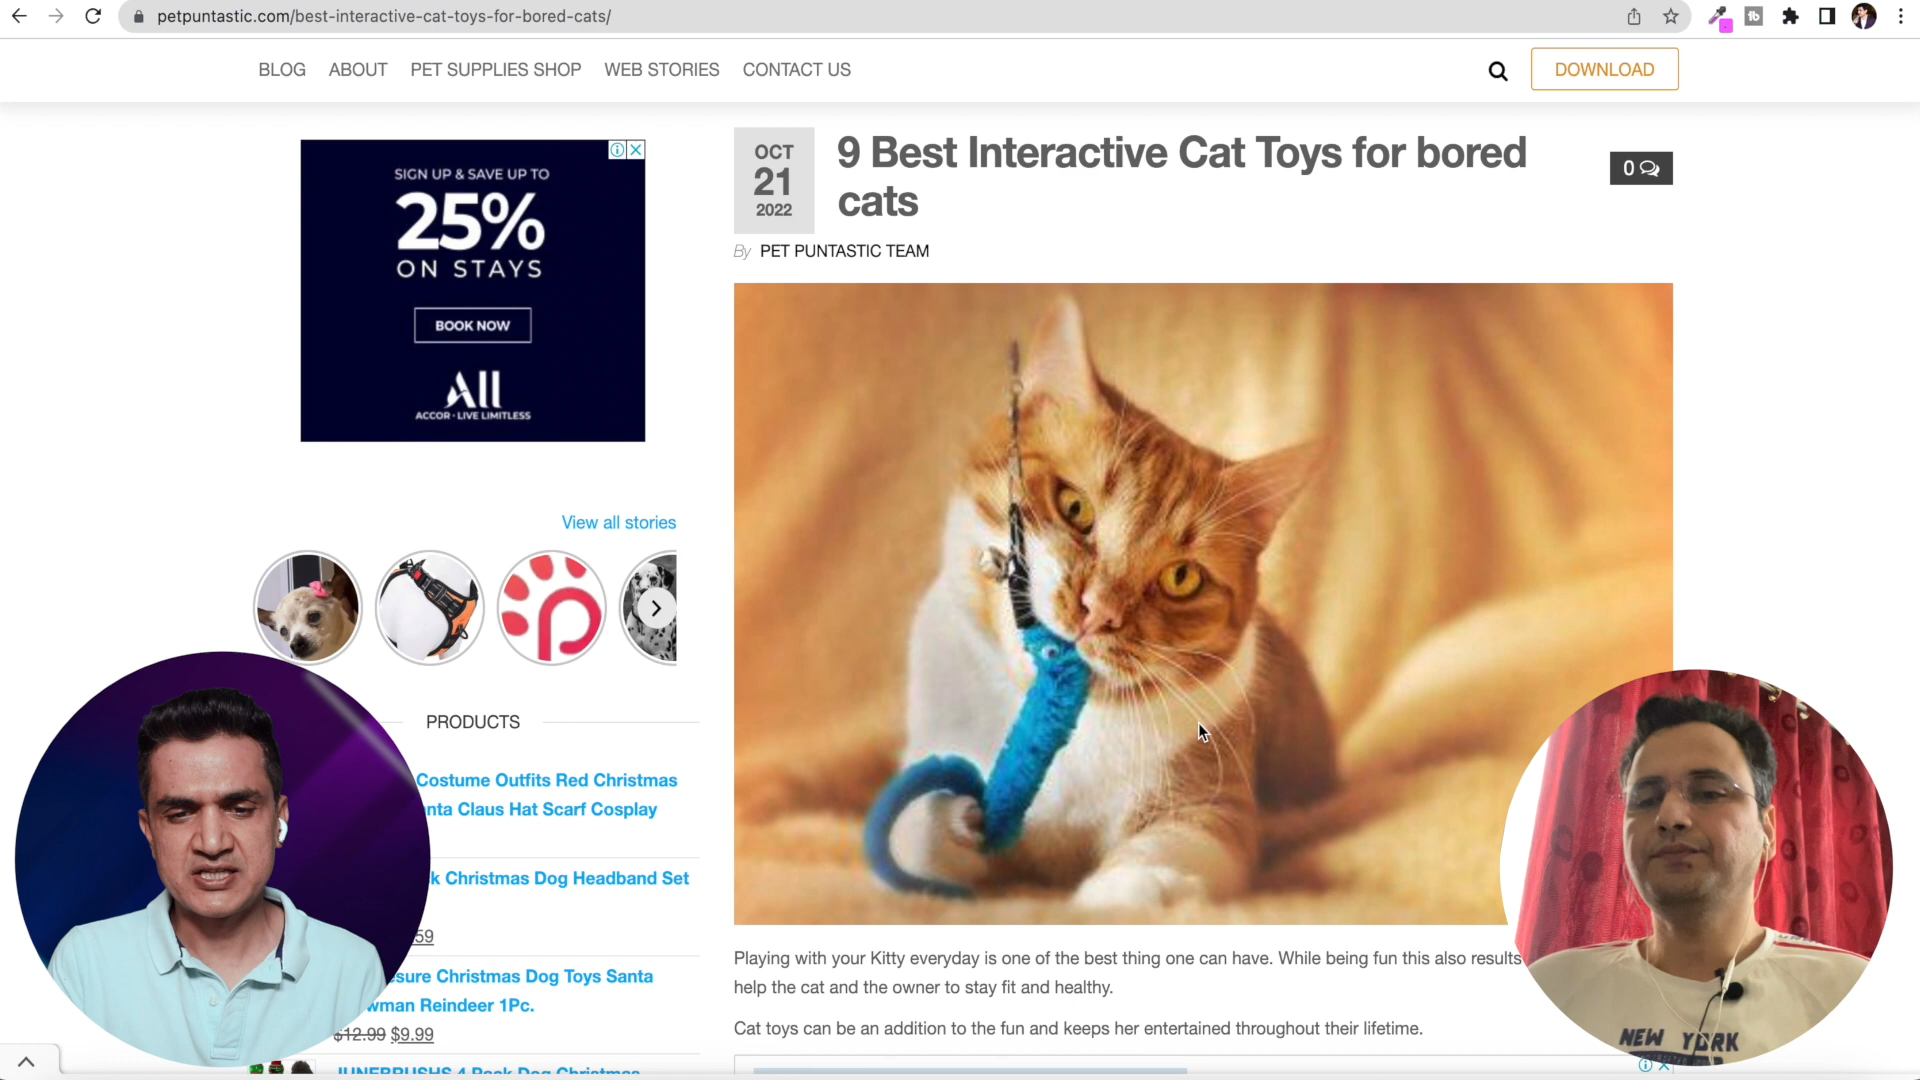 petpuntastic.com/best-interactive-cat-toys-for-bored-cats/
BLOG ABOUT PET SUPPLIES SHOP WEB STORIES CONTACT US
DOWNLOAD
SIGN UP & SAVE UP TO
25%
ON STAYS
BOOK NOW
All
ACCOR · LIVE LIMITLESS
OCT
21
2022
9 Best Interactive Cat Toys for bored
cats
0
By PET PUNTASTIC TEAM
View all stories
PRODUCTS
Costume Outfits Red Christmas
Claus Hat Scarf Cosplay
Christmas Dog Headband Set
59
Christmas Dog Toys Santa
Reindeer 1Pc.
$12.99 $9.99
JUNEBRUSHS 4 Pack Dog Christmas
Playing with your Kitty everyday is one of the best thing one can have. While being fun this also results
help the cat and the owner to stay fit and healthy.
Cat toys can be an addition to the fun and keeps her entertained throughout their lifetime.
NEW YORK